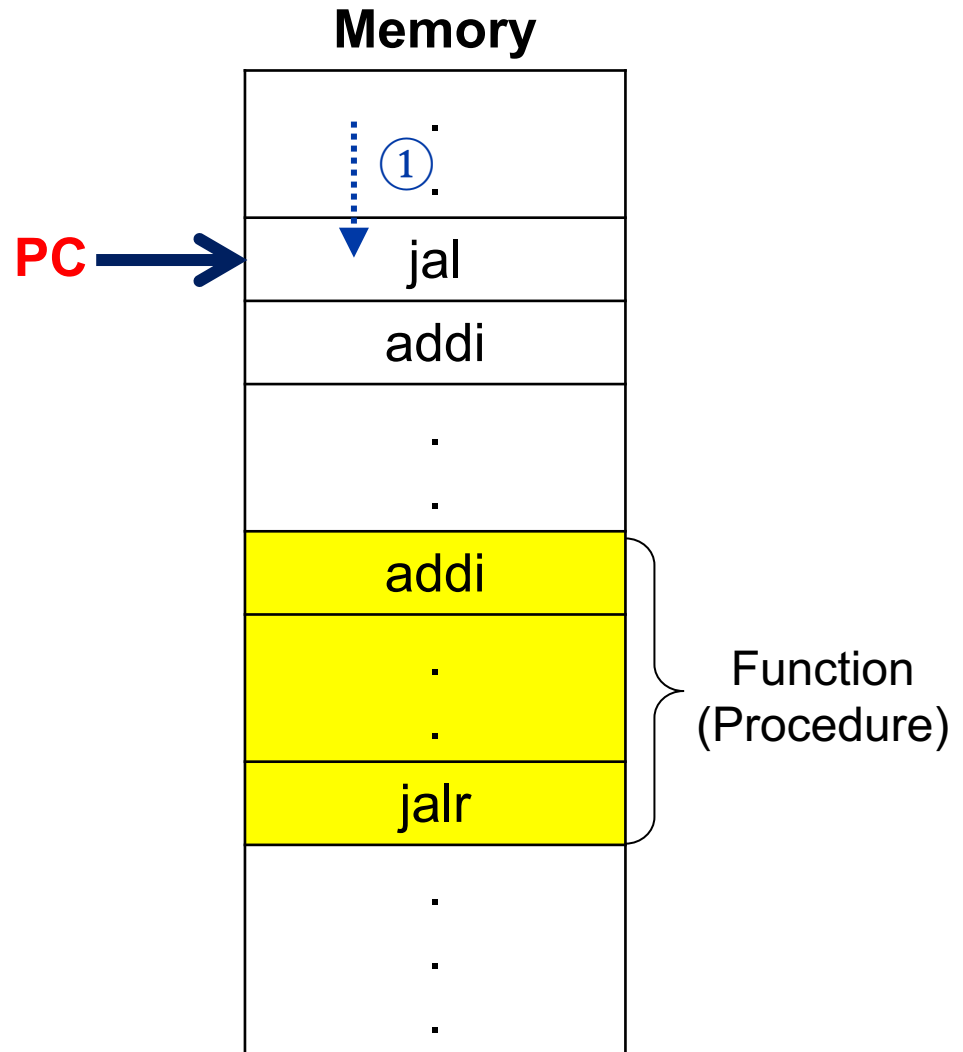 Memory
.
①
.
PC
jal
addi
.
.
addi
.
.
Function
(Procedure)
jalr
.
.
.